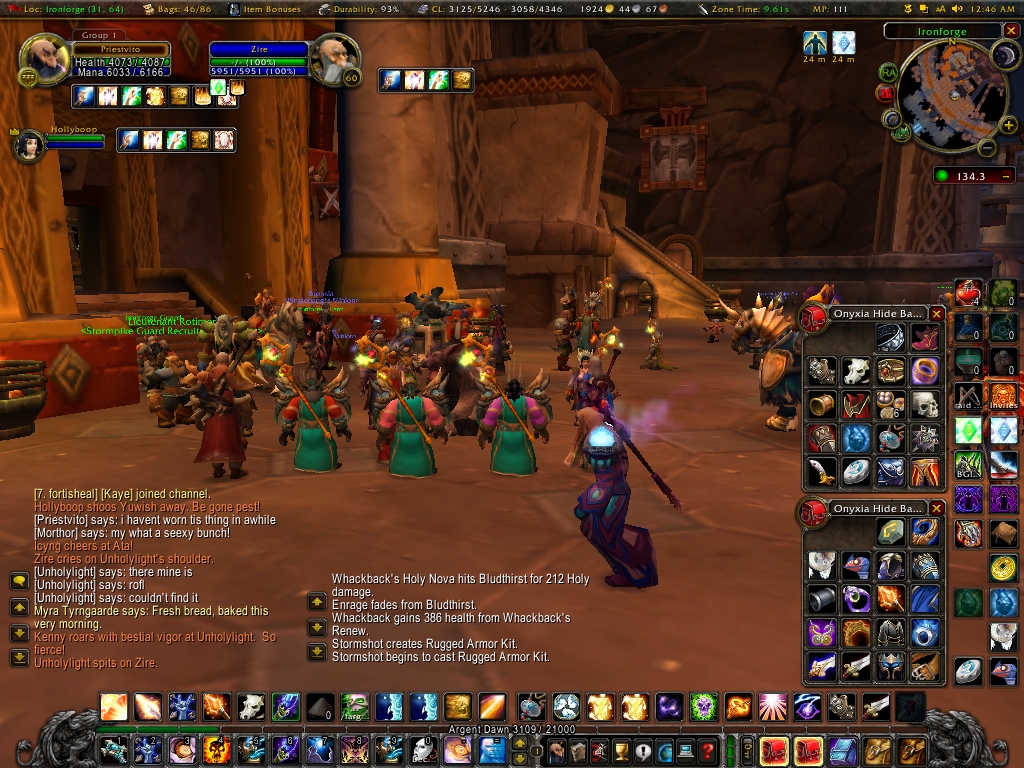 Loc: Ironforge (31, 64)
Bags: 46/86
Item Bonuses
Durability: 93%
CL: 3125/5246 - 3058/4346
1924 44 67
Zone Time: 9.61s
MP: 111
12:46 AM
Group 1
Priestvito
Health 4073 / 4087
Mana 6033 / 6166
Zire
-/- (100%)
5951/5951 (100%)
60
24 m 24 m
Ironforge
134.3
Hollyboop
<Stormpike Guard Recruit
Onyxia Hide Ba...
Onyxia Hide Ba...
[7. fortisheal] [Kaye] joined channel.
Hollyboop shoos Yuwish away. Be gone pest!
[Priestvito] says: i havent worn tis thing in awhile
[Morthor] says: my what a seexy bunch!
Icyng cheers at Ata!
Zire cries on Unholylight's shoulder.
[Unholylight] says: there mine is
[Unholylight] says: rofl
[Unholylight] says: couldn't find it
Myra Tyrngaarde says: Fresh bread, baked this
very morning.
Kenny roars with bestial vigor at Unholylight. So
fierce!
Unholylight spits on Zire.
Whackback's Holy Nova hits Bludthirst for 212 Holy
damage.
Enrage fades from Bludthirst.
Whackback gains 386 health from Whackback's
Renew.
Stormshot creates Rugged Armor Kit.
Stormshot begins to cast Rugged Armor Kit.
Argent Dawn 3109 / 21000